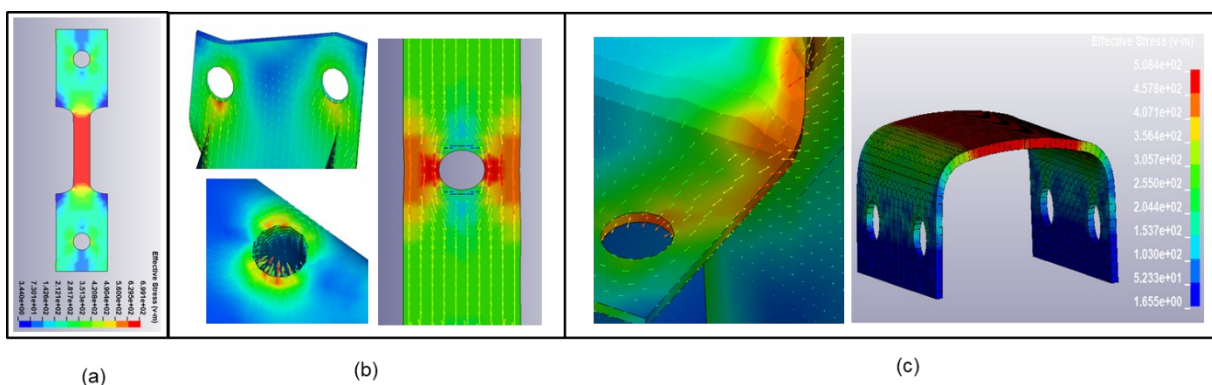 Effective Stress (v-m)
6.991e+02
6.295e+02
5.600e+02
4.904e+02
4.208e+02
3.513e+02
2.817e+02
2.121e+02
1.426e+02
7.301e+01
3.440e+00
Effective Stress (v-m)
5.084e+02
4.578e+02
4.071e+02
3.564e+02
3.057e+02
2.550e+02
2.044e+02
1.537e+02
1.030e+02
5.233e+01
1.655e+00
(a)
(b)
(c)